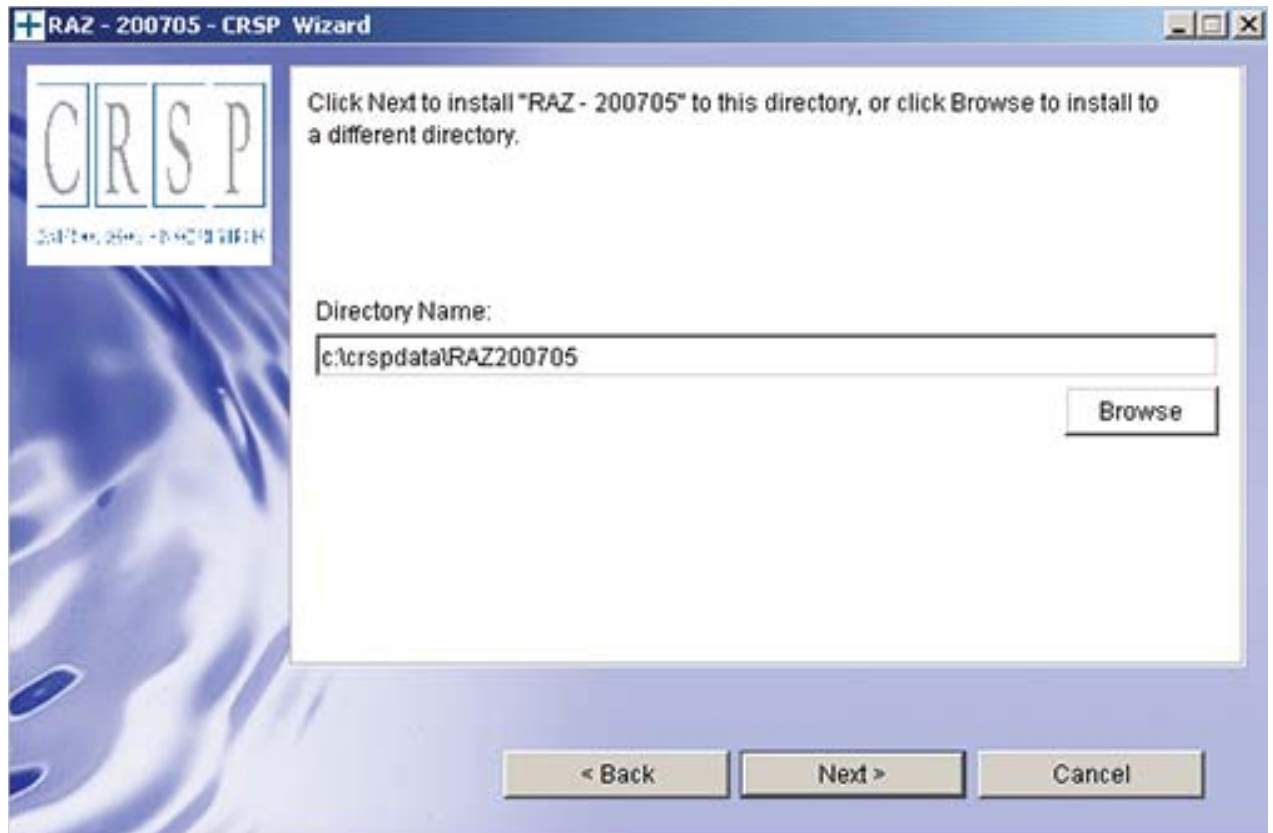 RAZ - 200705 - CRSP Wizard
CRSP
Click Next to install "RAZ - 200705" to this directory, or click Browse to install to
a different directory.
Directory Name:
c:\crspdata\RAZ200705
Browse
< Back
Next >
Cancel